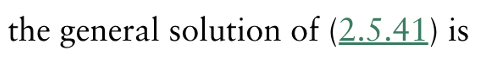 the general solution of (2.5.41) is